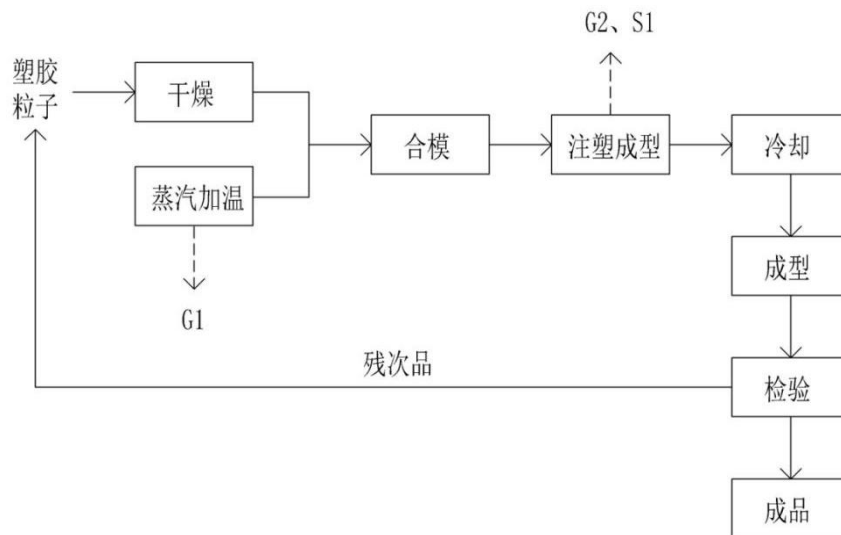 G2、S1
塑胶
粒子
干燥
合模
注塑成型
冷却
蒸汽加温
成型
G1
残次品
检验
成品